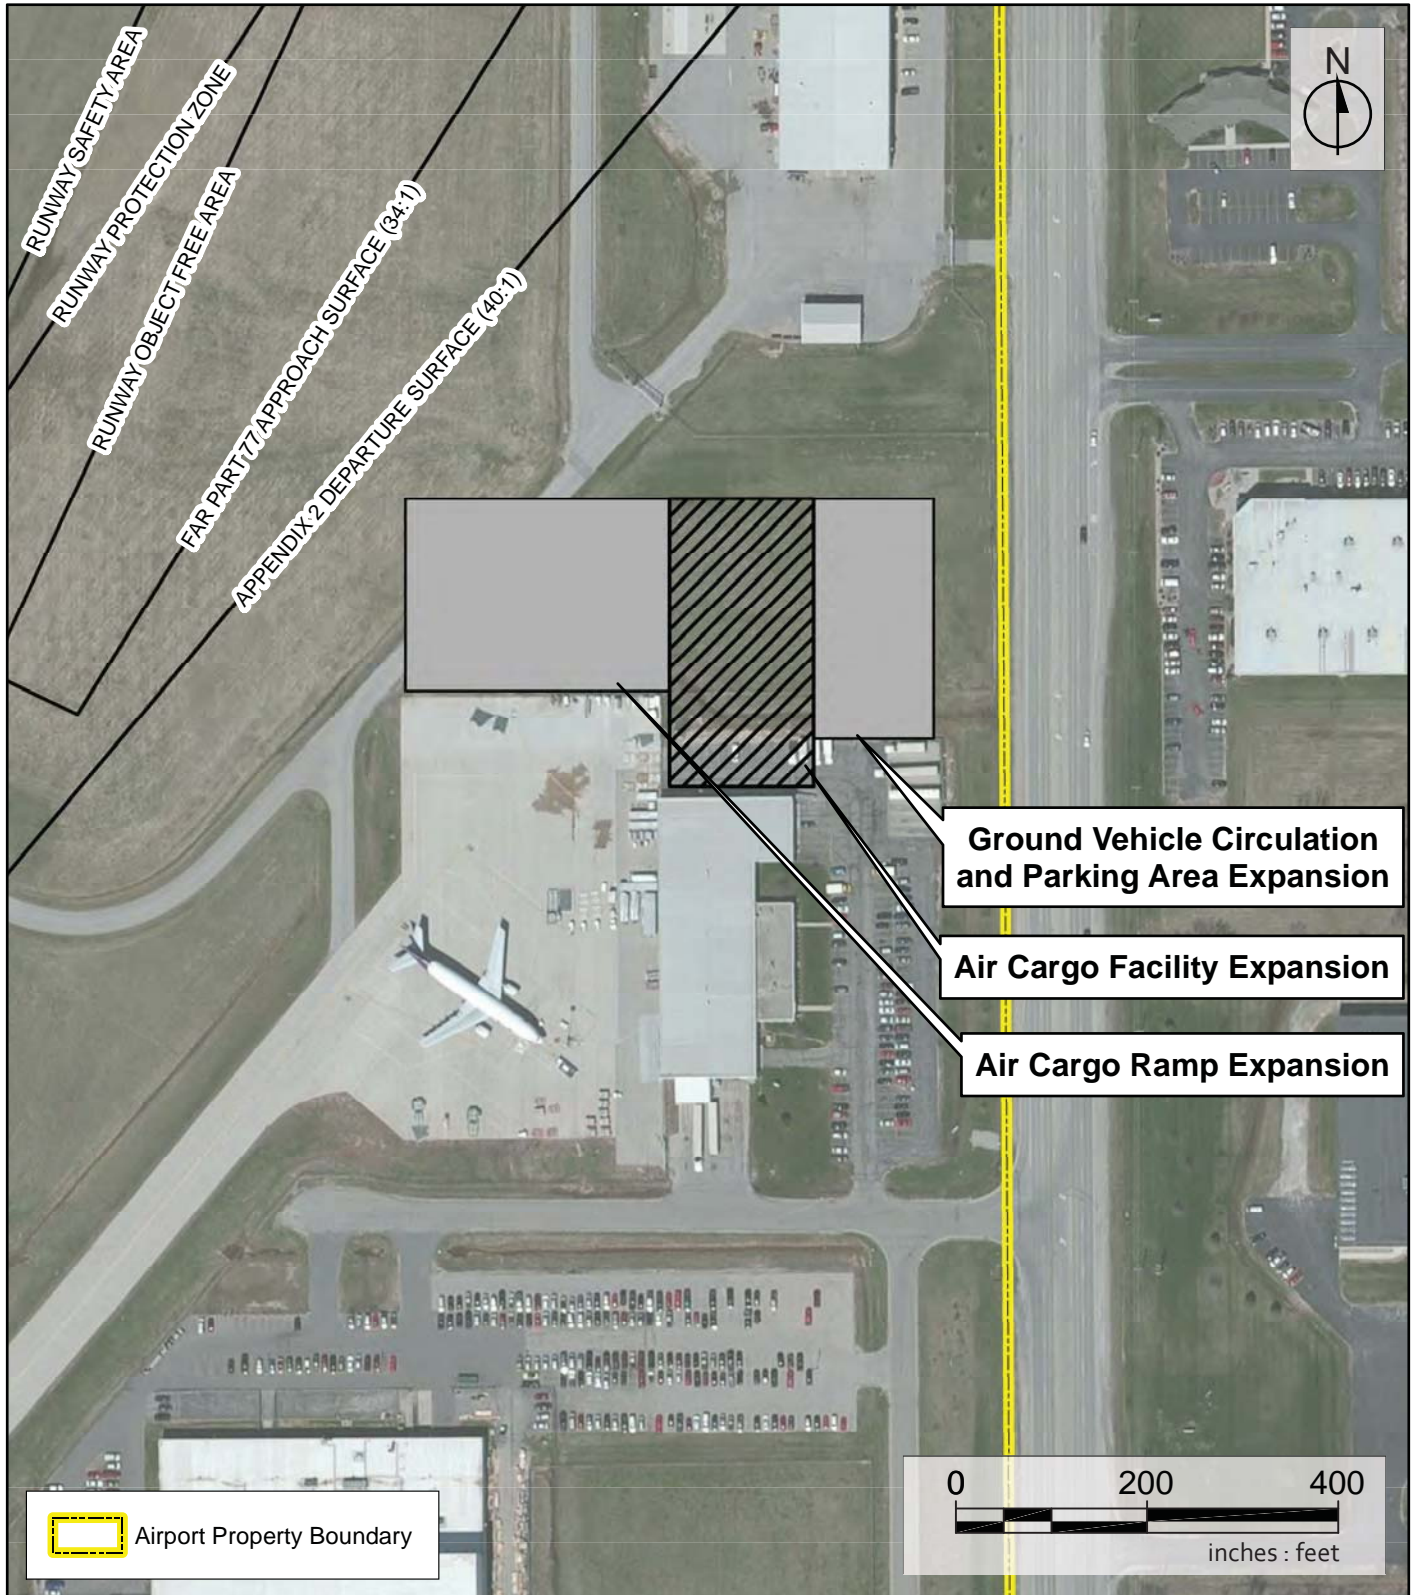 N
RUNWAY SAFETY AREA
RUNWAY PROTECTION ZONE
RUNWAY OBJECT FREE AREA
FAR PART 77 APPROACH SURFACE (34:1)
APPENDIX 2 DEPARTURE SURFACE (40:1)
Ground Vehicle Circulation
and Parking Area Expansion
Air Cargo Facility Expansion
Air Cargo Ramp Expansion
0 200 400
inches : feet
Airport Property Boundary